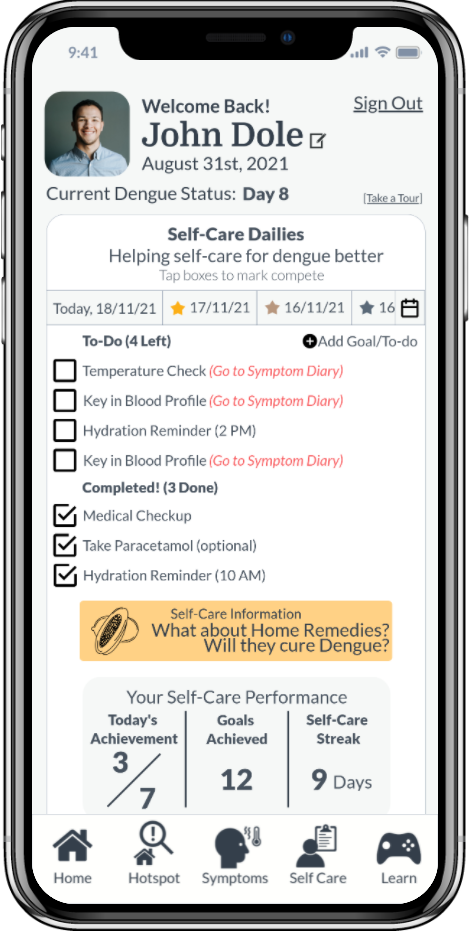 9:41
Welcome Back!
Sign Out
John Dole
August 31st, 2021
Current Dengue Status: Day 8
[Take a Tour]
Self-Care Dailies
Helping self-care for dengue better
Tap boxes to mark compete
Today, 18/11/21 17/11/21 16/11/21 16
To-Do (4 Left) Add Goal/To-do
Temperature Check (Go to Symptom Diary)
Key in Blood Profile (Go to Symptom Diary)
Hydration Reminder (2 PM)
Key in Blood Profile (Go to Symptom Diary)
Completed! (3 Done)
Medical Checkup
Take Paracetamol (optional)
Hydration Reminder (10 AM)
Self-Care Information
What about Home Remedies?
Will they cure Dengue?
Your Self-Care Performance
Today's Achievement
3/7
Goals Achieved
12
Self-Care Streak
9 Days
Home Hotspot Symptoms Self Care Learn